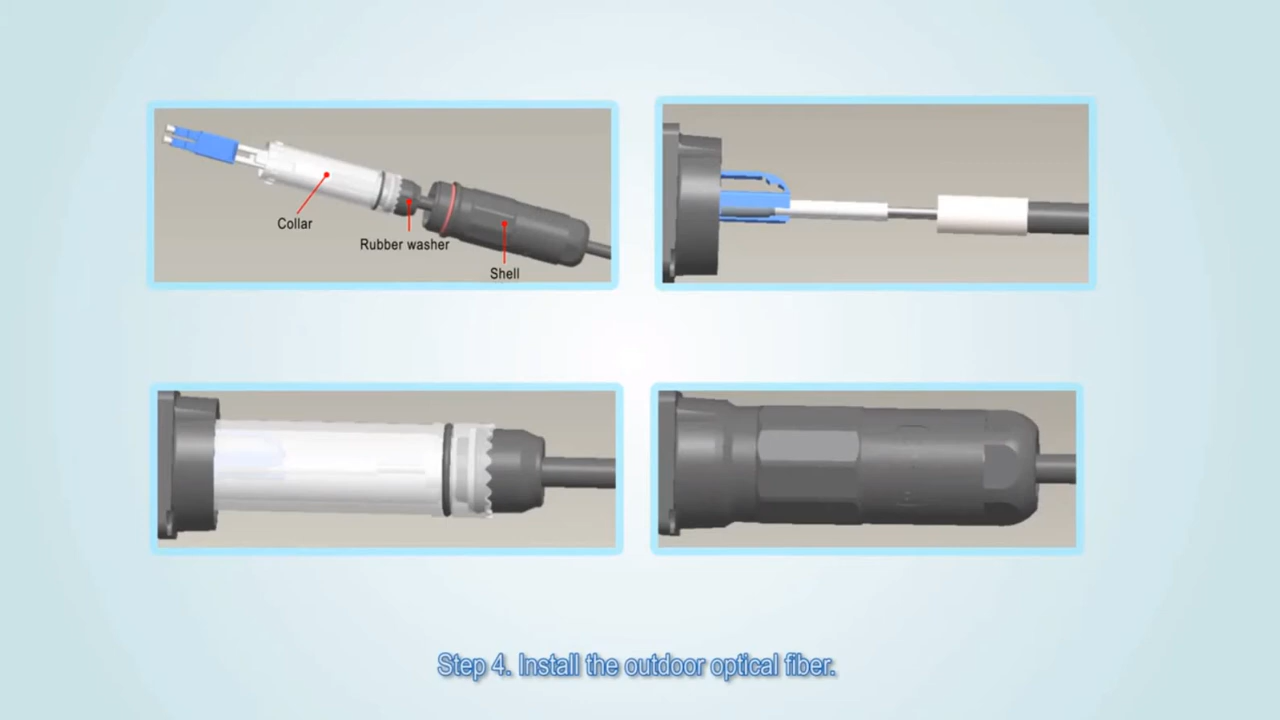 Collar
Rubber washer
Shell
Step 4. Install the outdoor optical fiber.